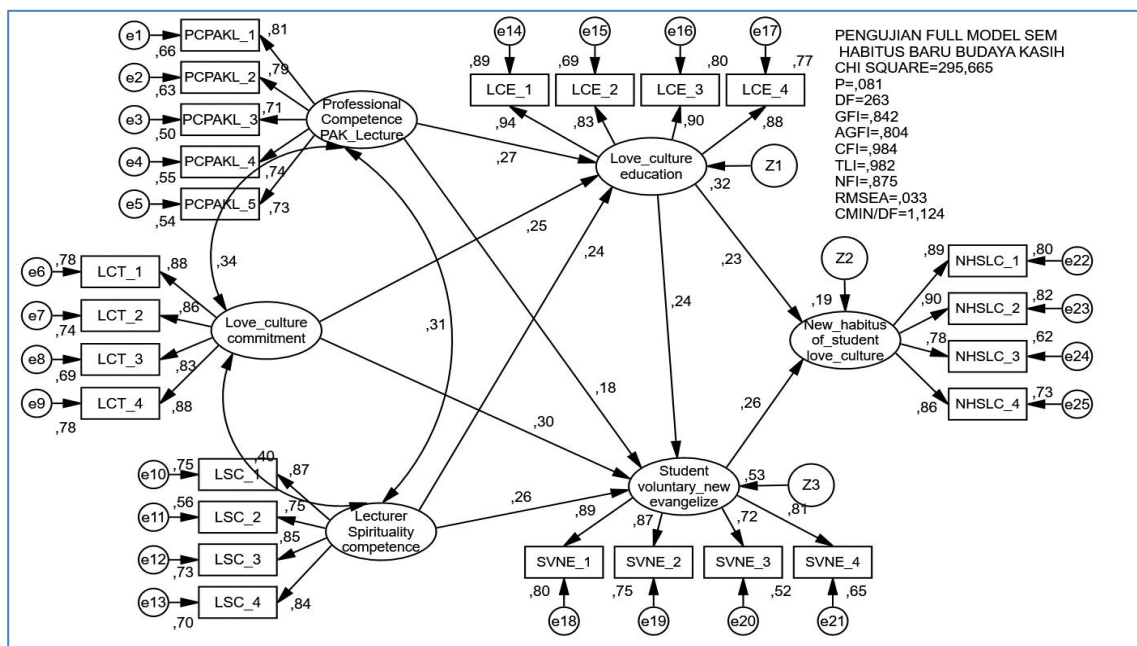 PENGUJIAN FULL MODEL SEM
HABITUS BARU BUDAYA KASIH
CHI SQUARE=295,665
P=,081
DF=263
GFI=,842
AGFI=,804
CFI=,984
TLI=,982
NFI=,875
RMSEA=,033
CMIN/DF=1,124
e1
PCPAKL_1
,81
,66
e2
PCPAKL_2
,79
,63
e3
PCPAKL_3
,71
,50
e4
PCPAKL_4
,74
,55
e5
PCPAKL_5
,73
,54
Professional
Competence
PAK_Lecture
e14
e15
e16
e17
,89
,69
,80
,77
LCE_1
LCE_2
LCE_3
LCE_4
,94
,83
,90
,88
Love_culture
education
,32
Z1
,27
,25
,24
,23
,24
,34
,31
,40
,18
,30
,26
,26
e6
,78
LCT_1
,88
e7
LCT_2
,86
,74
e8
LCT_3
,83
,69
e9
LCT_4
,88
,78
Love_culture
commitment
Z2
,19
New_habitus
of_student
love_culture
,89
NHSLC_1
,80
e22
,90
NHSLC_2
,82
e23
,78
NHSLC_3
,62
e24
,86
NHSLC_4
,73
e25
e10
,75
LSC_1
,87
e11
,56
LSC_2
,75
e12
LSC_3
,85
,73
e13
LSC_4
,84
,70
Lecturer
Spirituality
competence
Student
voluntary_new
evangelize
,53
Z3
,89
,87
,72
,81
SVNE_1
SVNE_2
SVNE_3
SVNE_4
,80
,75
,52
,65
e18
e19
e20
e21